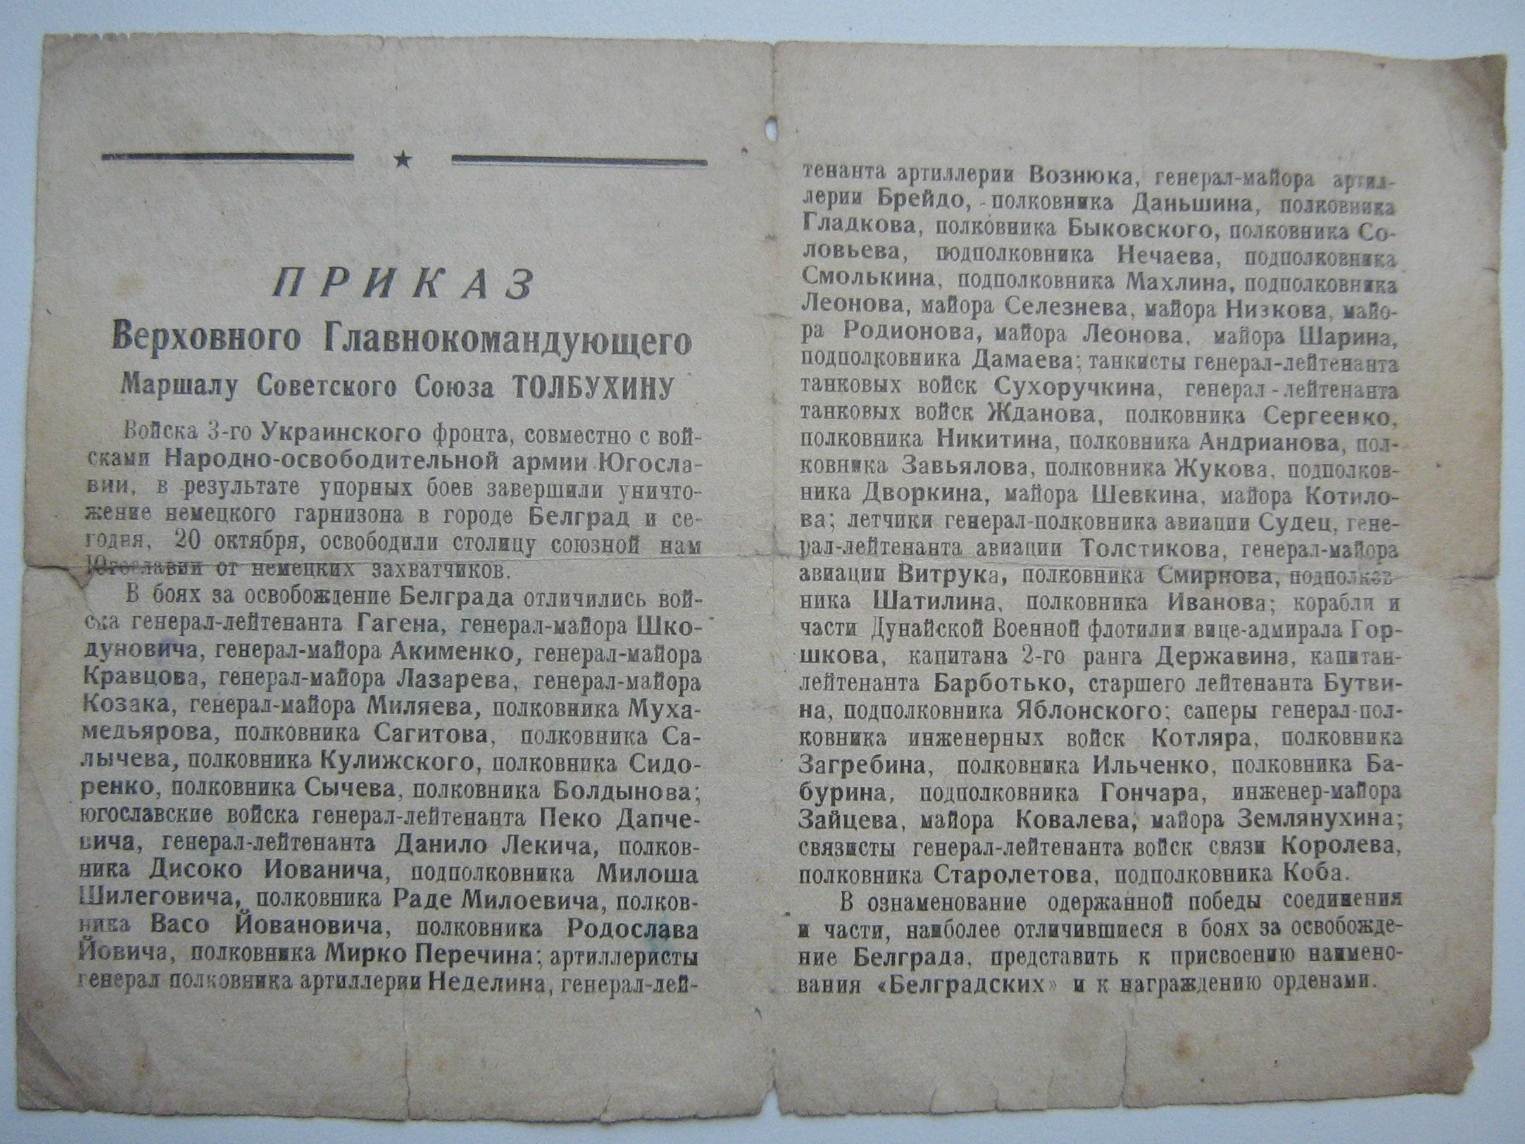 ПРИКАЗ
Верховного Главнокомандующего
Маршалу Советского Союза ТОЛБУХИНУ
Войска 3-го Украинского фронта, совместно с вой-
сками Народно-освободительной армии Югосла-
вии, в результате упорных боев завершили уничто-
жение немецкого гарнизона в городе Белград и се-
годня, 20 октября, освободили столицу союзной нам
Югославии от немецких захватчиков.
В боях за освобождение Белграда отличились вой-
ска генерал-лейтенанта Гагена, генерал-майора Шко-
дуновича, генерал-майора Акименко, генерал-майора
Кравцова, генерал-майора Лазарева, генерал-майора
Козака, генерал-майора Миляева, полковника Муха-
медьярова, полковника Сагитова, полковника Са-
лычева, полковника Кулижского, полковника Сидо-
ренко, полковника Сычева, полковника Болдынова;
югославские войска генерал-лейтенанта Пеко Дапче-
вича, генерал-лейтенанта Данило Лекича, полков-
ника Дисоко Иованича, подполковника Милоша
Шилеговича, полковника Раде Милоевича, полков-
ника Васо Йовановича, полковника Родослава
Йовича, полковника Мирко Перечина; артиллеристы
генерал полковника артиллерии Неделина, генерал-лей-
тенанта артиллерии Вознюка, генерал-майора артил-
лерии Брейдо, полковника Даньшина, полковника
Гладкова, полковника Быковского, полковника Со-
ловьева, подполковника Нечаева, подполковника
Смолькина, подполковника Махлина, подполковника
Леонова, майора Селезнева, майора Низкова, майо-
ра Родионова, майора Леонова, майора Шарина,
подполковника Дамаева; танкисты генерал-лейтенанта
танковых войск Сухоручкина, генерал-лейтенанта
танковых войск Жданова, полковника Сергеенко,
полковника Никитина, полковника Андрианова, пол-
ковника Завьялова, полковника Жукова, подполков-
ника Дворкина, майора Шевкина, майора Котило-
ва; летчики генерал-полковника авиации Судец, гене-
рал-лейтенанта авиации Толстикова, генерал-майора
авиации Витрука, полковника Смирнова, подполков-
ника Шатилина, полковника Иванова; корабли и
части Дунайской Военной флотилии вице-адмирала Гор-
шкова, капитана 2-го ранга Державина, капитан-
лейтенанта Барботько, старшего лейтенанта Бутви-
на, подполковника Яблонского; саперы генерал-пол-
ковника инженерных войск Котляра, полковника
Загребина, полковника Ильченко, полковника Ба-
бурина, подполковника Гончара, инженер-майора
Зайцева, майора Ковалева, майора Землянухина;
связисты генерал-лейтенанта войск связи Королева,
полковника Старолетова, подполковника Коба.
В ознаменование одержанной победы соединения
и части, наиболее отличившиеся в боях за освобожде-
ние Белграда, представить к присвоению наимено-
вания «Белградских» и к награждению орденами.